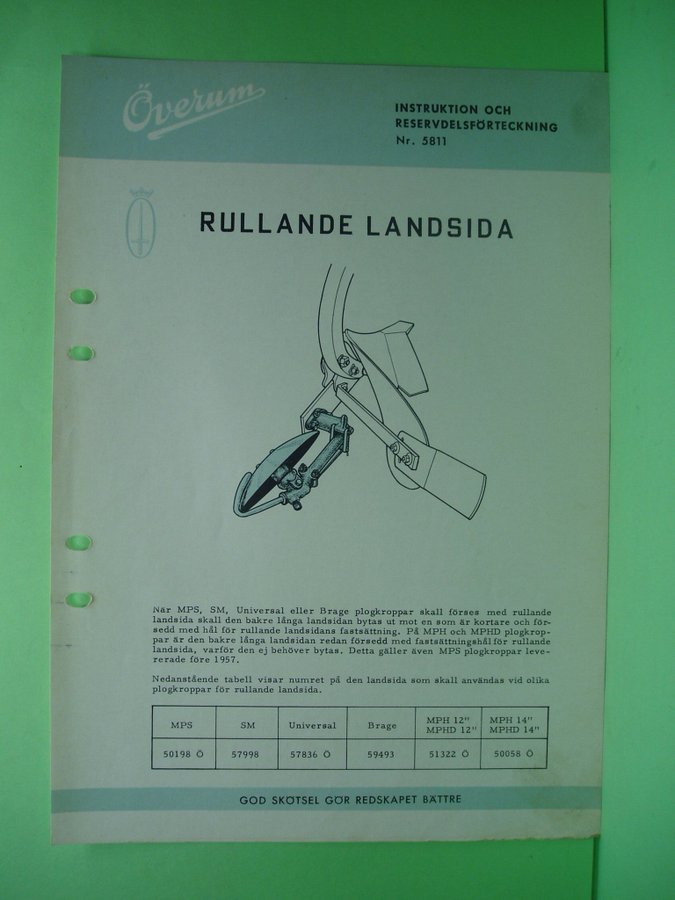 Överum
INSTRUKTION OCH
RESERVDELSFÖRTECKNING
Nr. 5811
RULLANDE LANDSIDA
När MPS, SM, Universal eller Brage plogkroppar skall förses med rullande
landsida skall den bakre långa landsidan bytas ut mot en som är kortare och för-
sedd med hål för rullande landsidans fastsättning. På MPH och MPHD plogkrop-
par är den bakre långa landsidan redan försedd med fastsättningshål för rullande
landsida, varför den ej behöver bytas. Detta gäller även MPS plogkroppar leve-
rerade före 1957.
Nedanstående tabell visar numret på den landsida som skall användas vid olika
plogkroppar för rullande landsida.
MPS SM Universal Brage MPH 12" MPH 14"
MPHD 12" MPHD 14"
50198 Ö 57998 57836 Ö 59493 51322 Ö 50058 Ö
GOD SKÖTSEL GÖR REDSKAPET BÄTTRE